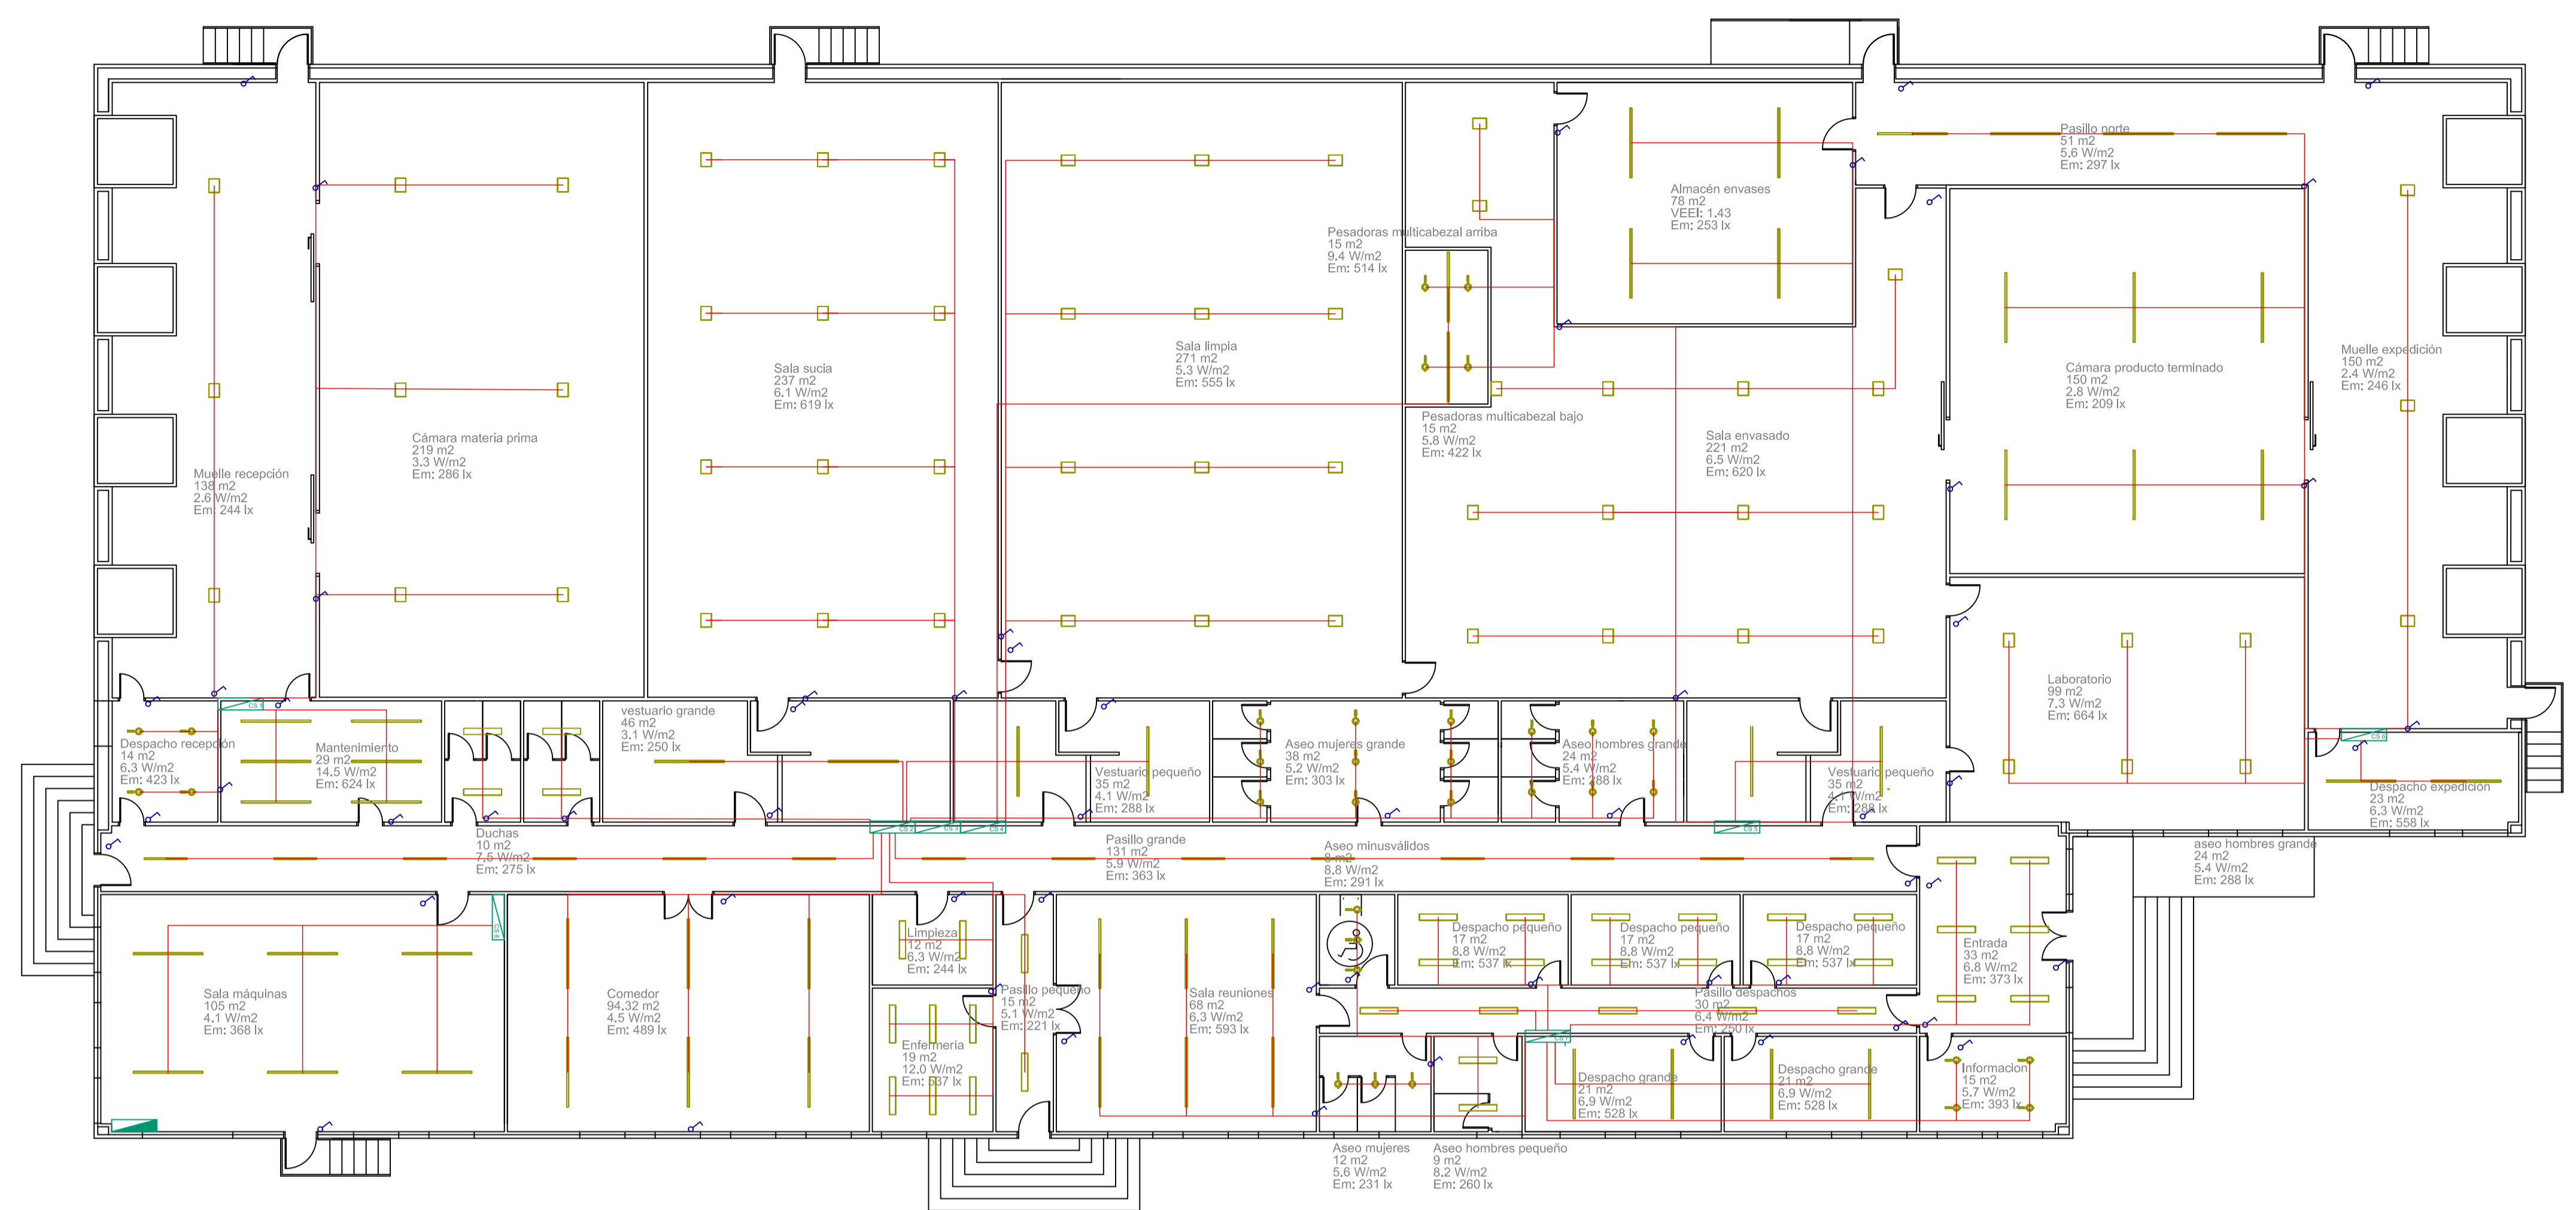 Pasillo norte
51 m2
5.6 W/m2
Em: 297 lx
Almacén envases
78 m2
VEEI: 1.43
Em: 253 lx
Pesadoras multicabezal arriba
15 m2
9.4 W/m2
Em: 514 lx
Sala limpia
271 m2
5.3 W/m2
Em: 555 lx
Muelle expedición
150 m2
2.4 W/m2
Em: 246 lx
Sala sucia
237 m2
6.1 W/m2
Em: 619 lx
Cámara producto terminado
150 m2
2.8 W/m2
Em: 209 lx
Pesadoras multicabezal bajo
15 m2
5.8 W/m2
Em: 422 lx
Sala envasado
221 m2
6.5 W/m2
Em: 620 lx
Cámara materia prima
219 m2
3.3 W/m2
Em: 286 lx
Muelle recepción
138 m2
2.6 W/m2
Em: 244 lx
Laboratorio
99 m2
7.3 W/m2
Em: 664 lx
CS 1
vestuario grande
46 m2
3.1 W/m2
Em: 250 lx
Despacho recepción
14 m2
6.3 W/m2
Em: 423 lx
Mantenimiento
29 m2
14.5 W/m2
Em: 624 lx
Aseo mujeres grande
38 m2
5.2 W/m2
Em: 303 lx
Aseo hombres grande
24 m2
5.4 W/m2
Em: 288 lx
CS 6
Vestuario pequeño
35 m2
4.1 W/m2
Em: 288 lx
Vestuario pequeño
35 m2
4.1 W/m2
Em: 288 lx
Despacho expedición
23 m2
6.3 W/m2
Em: 558 lx
CS 2
CS 3
CS 4
CS 5
Duchas
10 m2
7.5 W/m2
Em: 275 lx
Pasillo grande
131 m2
5.9 W/m2
Em: 363 lx
Aseo minusválidos
8 m2
8.8 W/m2
Em: 291 lx
aseo hombres grande
24 m2
5.4 W/m2
Em: 288 lx
CS 8
Limpieza
12 m2
6.3 W/m2
Em: 244 lx
Despacho pequeño
17 m2
8.8 W/m2
Em: 537 lx
Despacho pequeño
17 m2
8.8 W/m2
Em: 537 lx
Despacho pequeño
17 m2
8.8 W/m2
Em: 537 lx
Entrada
33 m2
6.8 W/m2
Em: 373 lx
Sala máquinas
105 m2
4.1 W/m2
Em: 368 lx
Comedor
94.32 m2
4.5 W/m2
Em: 489 lx
Pasillo pequeño
15 m2
5.1 W/m2
Em: 221 lx
Sala reuniones
68 m2
6.3 W/m2
Em: 593 lx
Pasillo despachos
30 m2
6.4 W/m2
Em: 250 lx
CS 7
Enfermería
19 m2
12.0 W/m2
Em: 537 lx
Despacho grande
21 m2
6.9 W/m2
Em: 528 lx
Despacho grande
21 m2
6.9 W/m2
Em: 528 lx
Informacion
15 m2
5.7 W/m2
Em: 393 lx
Aseo mujeres
12 m2
5.6 W/m2
Em: 231 lx
Aseo hombres pequeño
9 m2
8.2 W/m2
Em: 260 lx